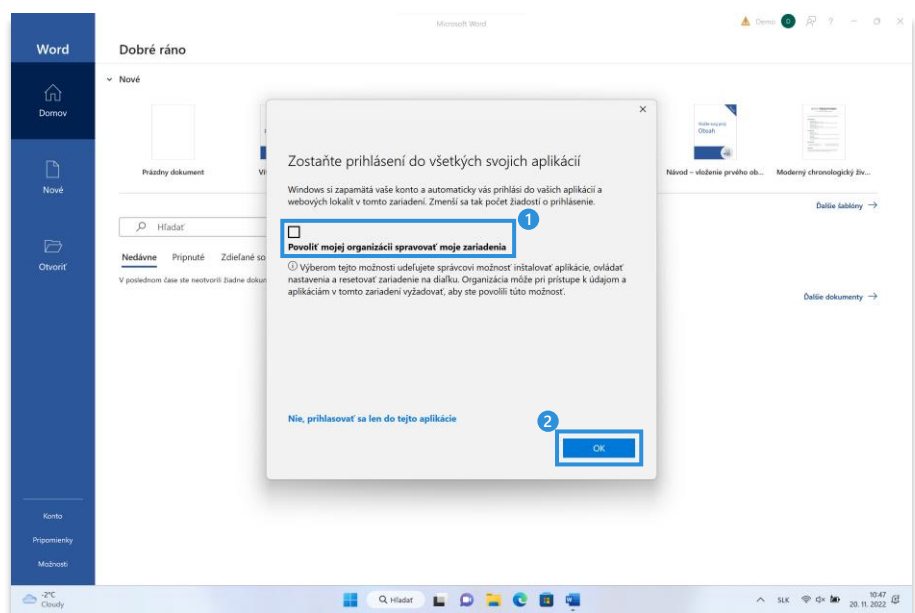 Microsoft Word
Demo
D
?
Word
Dobré ráno
Nové
Domov
Obsah
Prázdny dokument
Návod – vloženie prvého ob...
Moderný chronologický živ...
Nové
Ďalšie šablóny
Hľadať
Nedávne Pripnuté Zdieľané so
Otvoriť
V poslednom čase ste neotvorili žiadne dokum
Ďalšie dokumenty
Zostaňte prihlásení do všetkých svojich aplikácií
Windows si zapamätá vaše konto a automaticky vás prihlási do vašich aplikácií a
webových lokalít v tomto zariadení. Zmenší sa tak počet žiadostí o prihlásenie.
1
Povoliť mojej organizácii spravovať moje zariadenia
Výberom tejto možnosti udeľujete správcovi možnosť inštalovať aplikácie, ovládať
nastavenia a resetovať zariadenie na diaľku. Organizácia môže pri prístupe k údajom a
aplikáciám v tomto zariadení vyžadovať, aby ste povolili túto možnosť.
Nie, prihlasovať sa len do tejto aplikácie
2
OK
Konto
Pripomienky
Možnosti
-2°C
Cloudy
Hľadať
SLK
10:47
20. 11. 2022